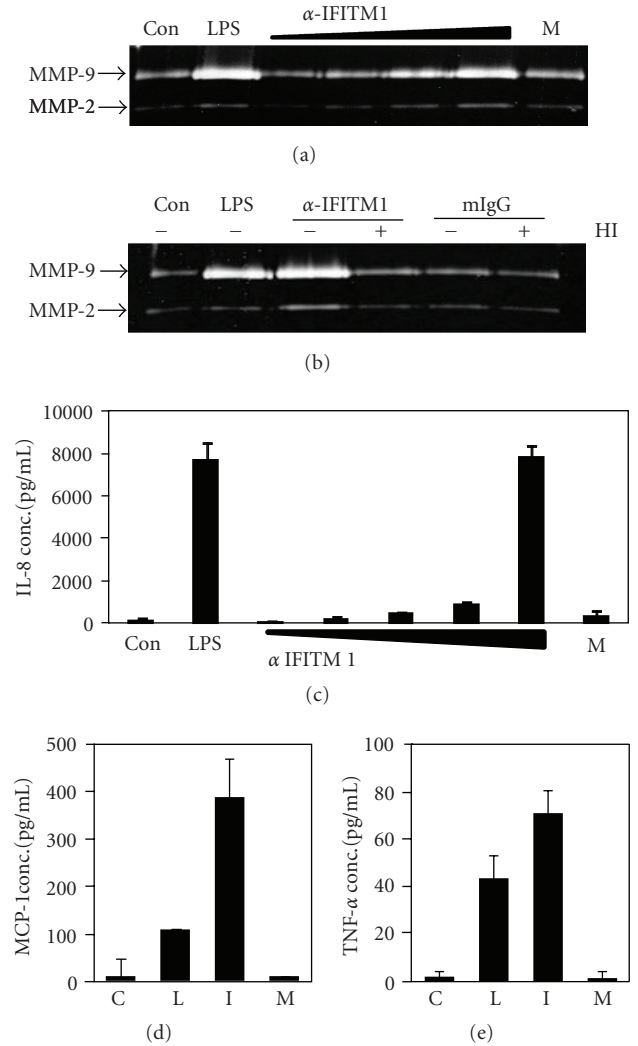 Con LPS α-IFITM1 M
MMP-9
MMP-2
(a)
Con LPS α-IFITM1 mIgG
− − − + − + HI
MMP-9
MMP-2
(b)
10000
8000
6000
4000
2000
0
IL-8 conc.(pg/mL)
Con LPS α IFITM 1 M
(c)
500
400
300
200
100
0
MCP-1conc.(pg/mL)
C L I M
(d)
100
80
60
40
20
0
TNF-α conc.(pg/mL)
C L I M
(e)